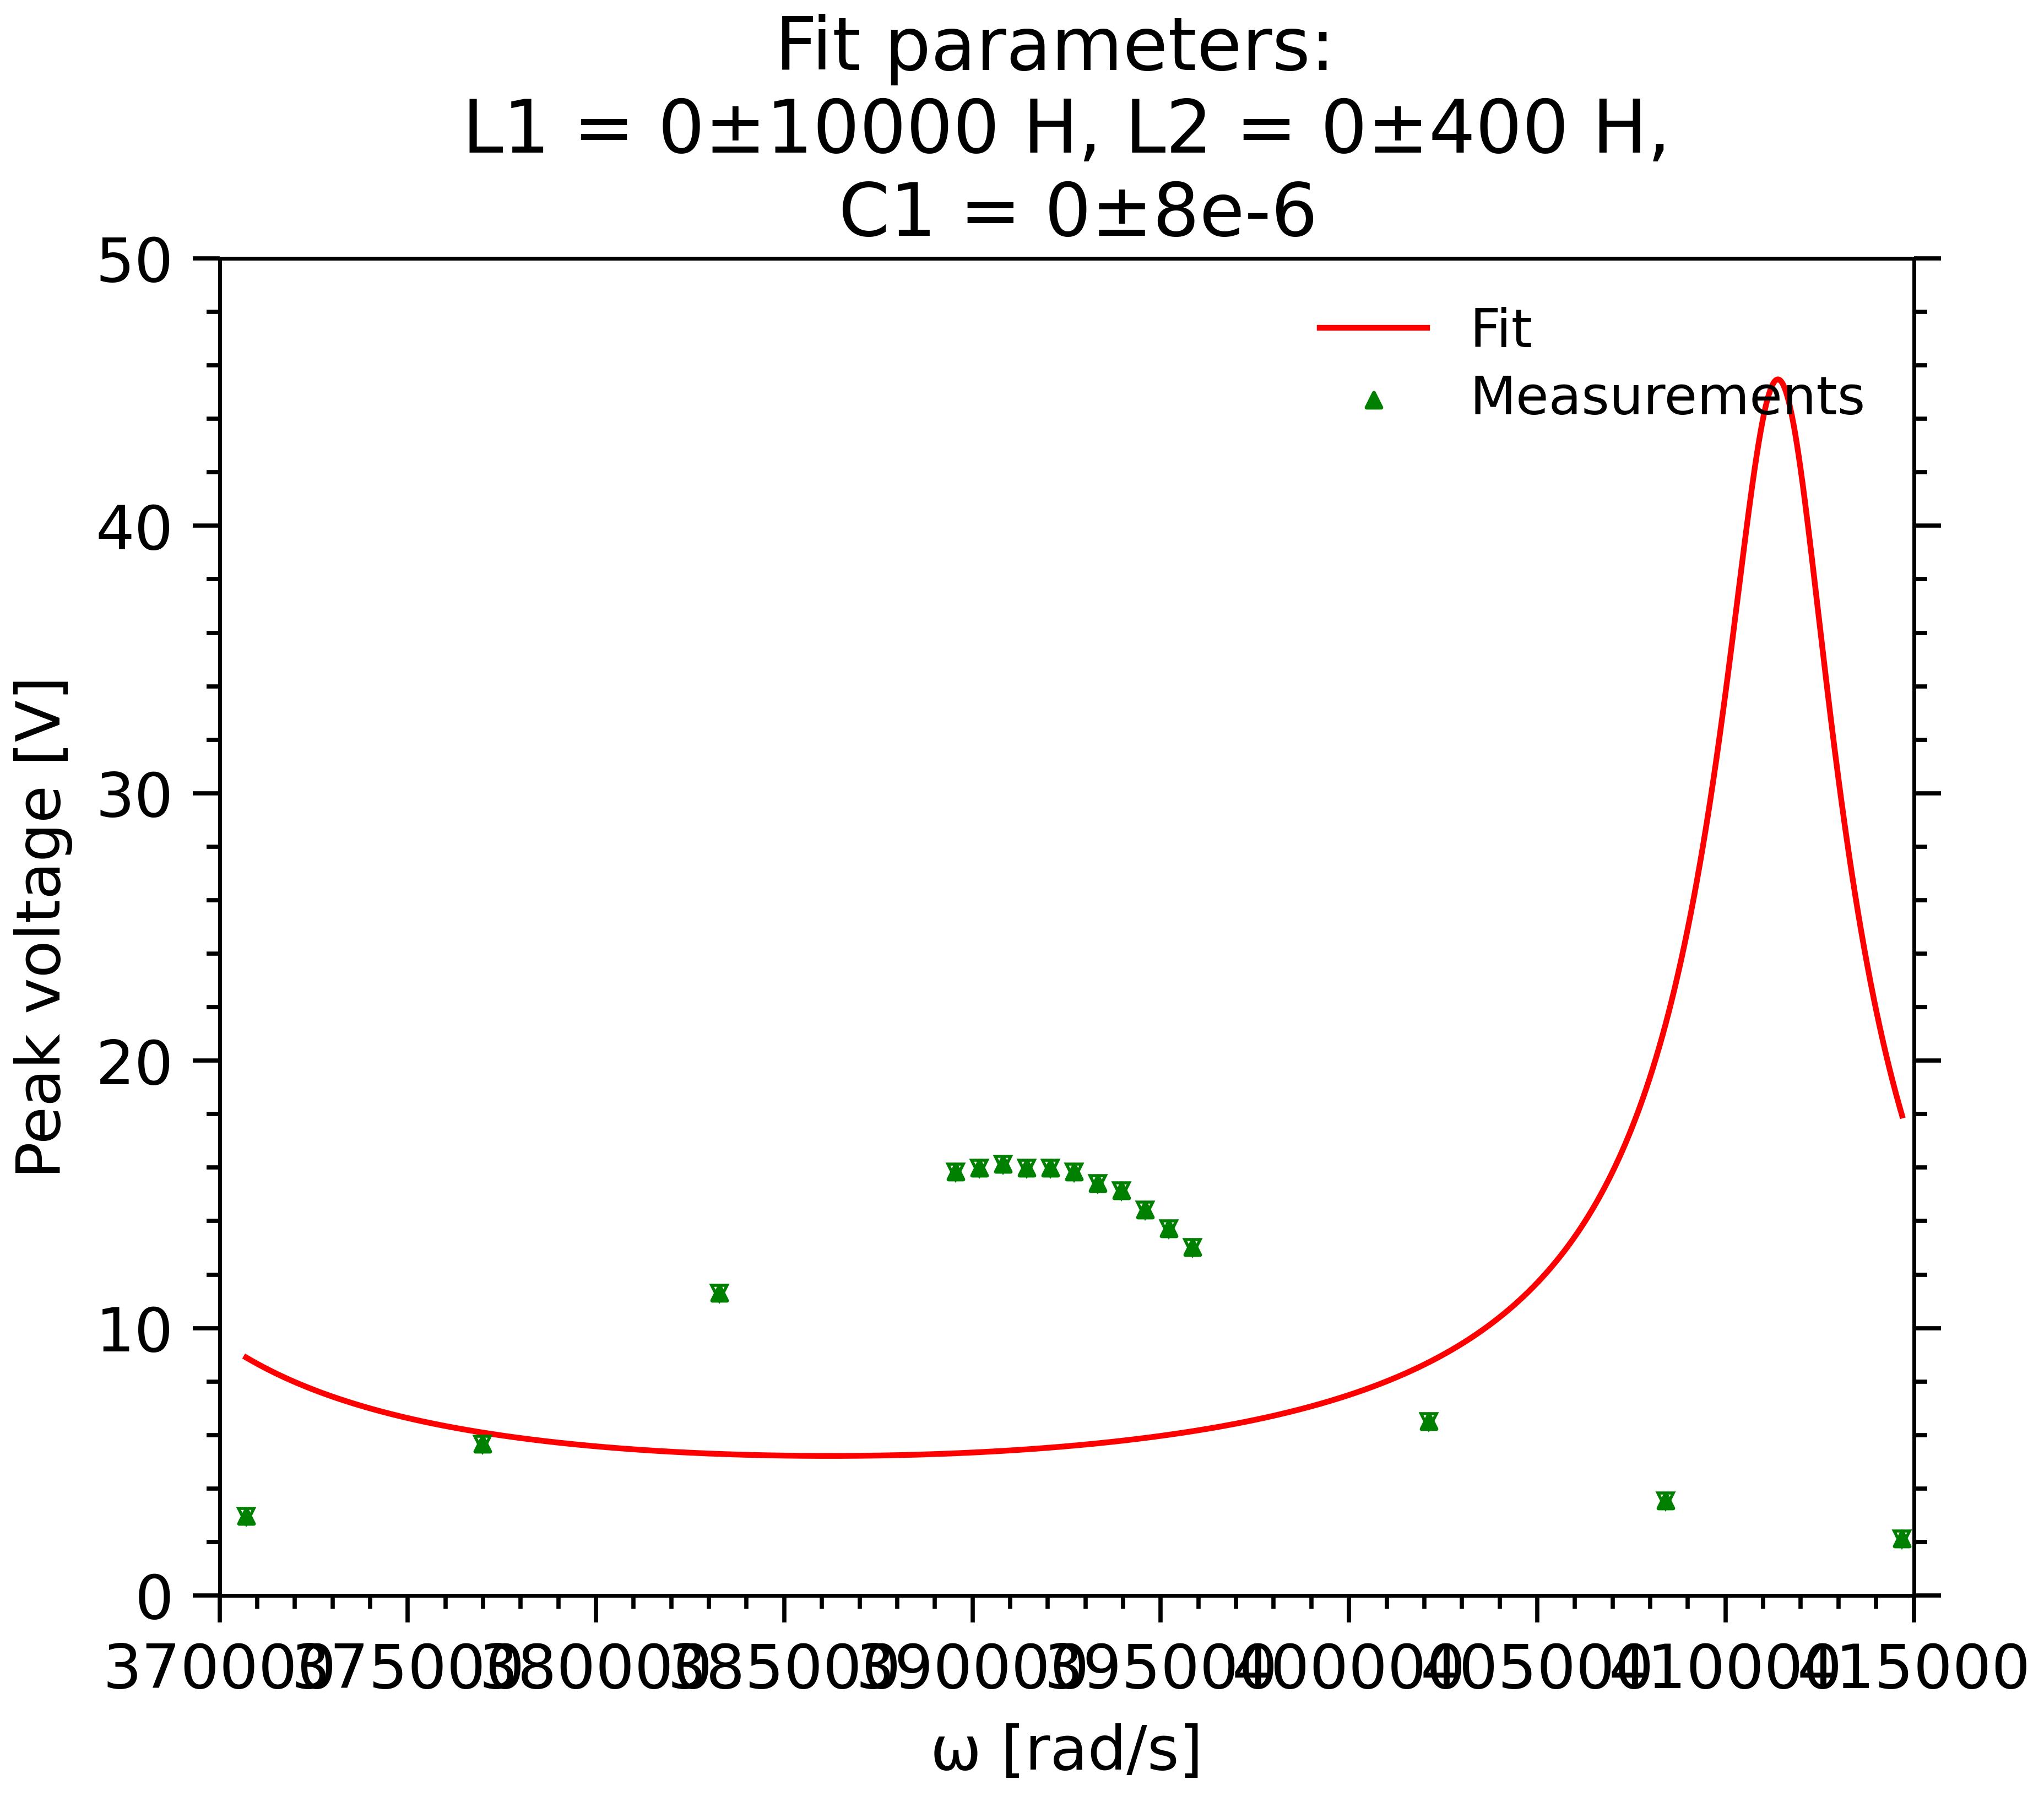 Fit parameters:
L1 = 0±10000 H, L2 = 0±400 H,
C1 = 0±8e-6
50
40
30
20
10
0
Peak voltage [V]
Fit
Measurements
370000 375000 380000 385000 390000 395000 400000 405000 410000 415000
ω [rad/s]